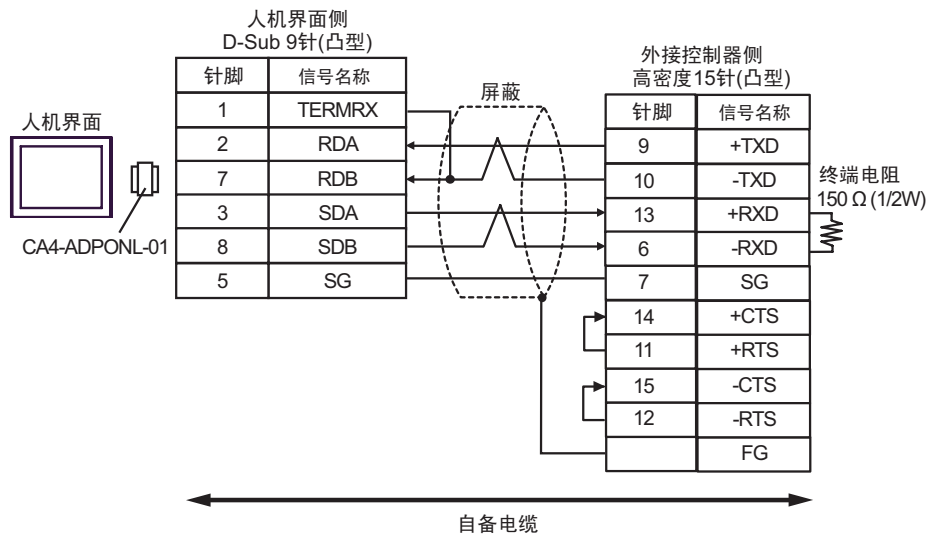 人机界面侧
D-Sub 9针(凸型)
外接控制器侧
高密度15针(凸型)
人机界面
CA4-ADPONL-01
针脚 信号名称
1 TERMRX
2 RDA
7 RDB
3 SDA
8 SDB
5 SG
屏蔽
针脚 信号名称
9 +TXD
10 -TXD
13 +RXD
6 -RXD
7 SG
14 +CTS
11 +RTS
15 -CTS
12 -RTS
FG
终端电阻
150 Ω (1/2W)
自备电缆